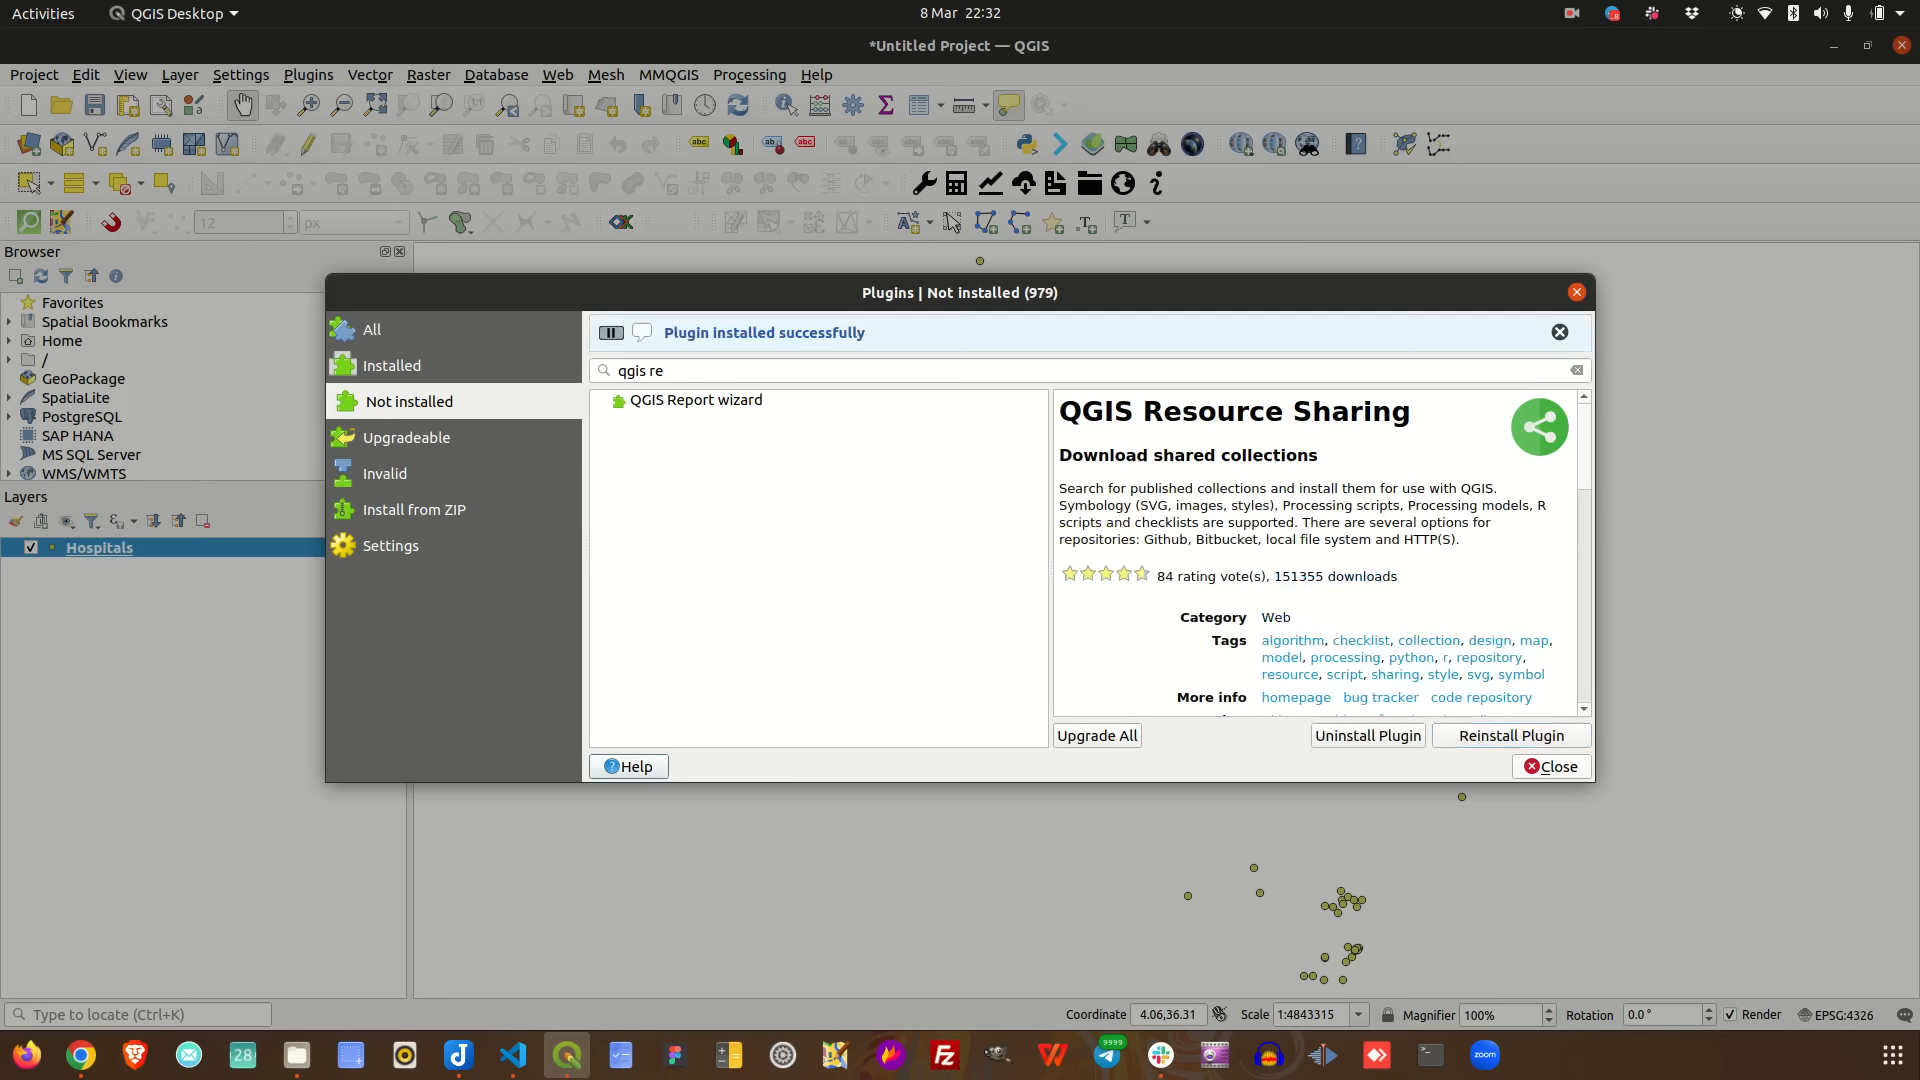 Activities QGIS Desktop 8 Mar 22:32
*Untitled Project — QGIS
Project Edit View Layer Settings Plugins Vector Raster Database Web Mesh MMQGIS Processing Help
12 px
Browser
Favorites
Spatial Bookmarks
Home
/
GeoPackage
SpatiaLite
PostgreSQL
SAP HANA
MS SQL Server
WMS/WMTS
Layers
Hospitals
Plugins | Not installed (979)
All
Installed
Not installed
Upgradeable
Invalid
Install from ZIP
Settings
Plugin installed successfully
qgis re
QGIS Report wizard
QGIS Resource Sharing
Download shared collections
Search for published collections and install them for use with QGIS.
Symbology (SVG, images, styles), Processing scripts, Processing models, R
scripts and checklists are supported. There are several options for
repositories: Github, Bitbucket, local file system and HTTP(S).
84 rating vote(s), 151355 downloads
Category Web
Tags algorithm, checklist, collection, design, map,
model, processing, python, r, repository,
resource, script, sharing, style, svg, symbol
More info homepage bug tracker code repository
Upgrade All Uninstall Plugin Reinstall Plugin
Help Close
Type to locate (Ctrl+K) Coordinate 4.06,36.31 Scale 1:4843315 Magnifier 100% Rotation 0.0 ° Render EPSG:4326
28 9999 zoom